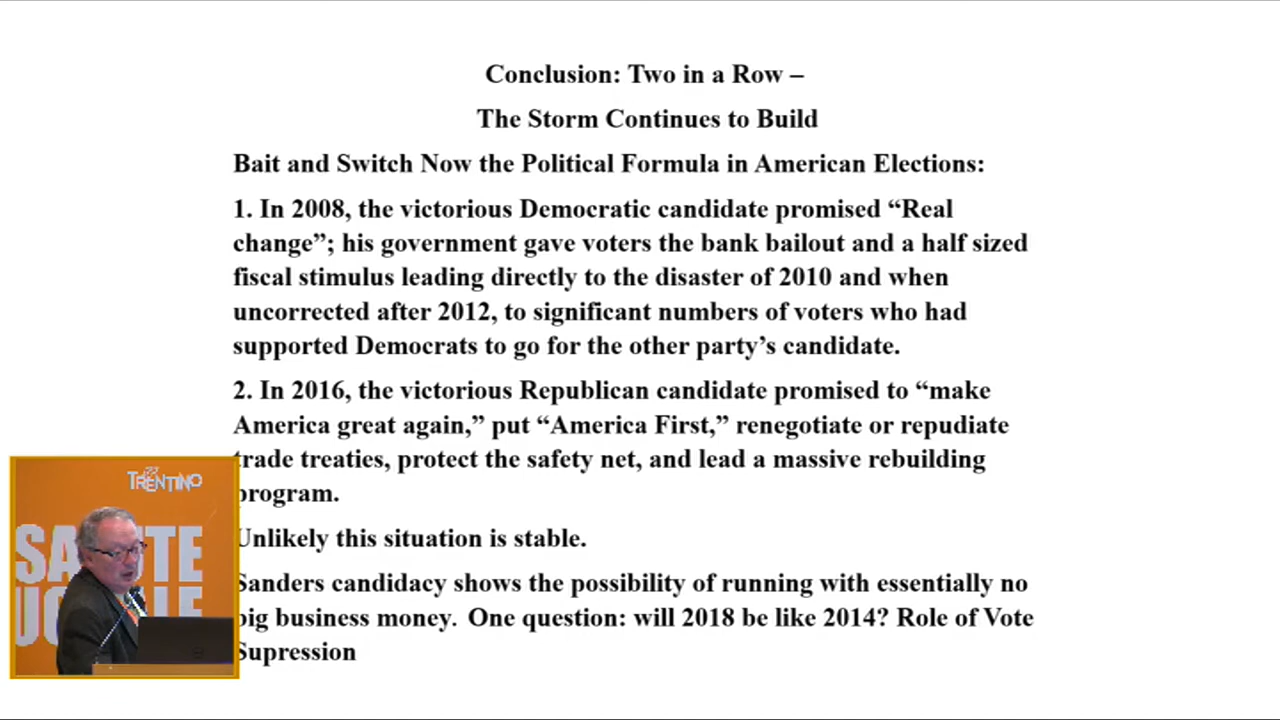 Conclusion: Two in a Row –
The Storm Continues to Build
Bait and Switch Now the Political Formula in American Elections:
1. In 2008, the victorious Democratic candidate promised “Real
change”; his government gave voters the bank bailout and a half sized
fiscal stimulus leading directly to the disaster of 2010 and when
uncorrected after 2012, to significant numbers of voters who had
supported Democrats to go for the other party’s candidate.
2. In 2016, the victorious Republican candidate promised to “make
America great again,” put “America First,” renegotiate or repudiate
trade treaties, protect the safety net, and lead a massive rebuilding
program.
Unlikely this situation is stable.
Sanders candidacy shows the possibility of running with essentially no
big business money. One question: will 2018 be like 2014? Role of Vote
Supression
TRENTINO